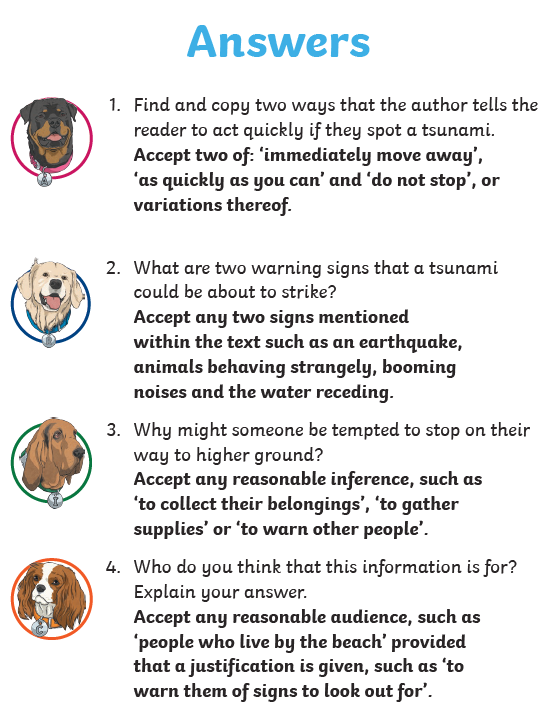 Answers
1. Find and copy two ways that the author tells the
reader to act quickly if they spot a tsunami.
Accept two of: ‘immediately move away’,
‘as quickly as you can’ and ‘do not stop’, or
variations thereof.
2. What are two warning signs that a tsunami
could be about to strike?
Accept any two signs mentioned
within the text such as an earthquake,
animals behaving strangely, booming
noises and the water receding.
3. Why might someone be tempted to stop on their
way to higher ground?
Accept any reasonable inference, such as
‘to collect their belongings’, ‘to gather
supplies’ or ‘to warn other people’.
4. Who do you think that this information is for?
Explain your answer.
Accept any reasonable audience, such as
‘people who live by the beach’ provided
that a justification is given, such as ‘to
warn them of signs to look out for’.